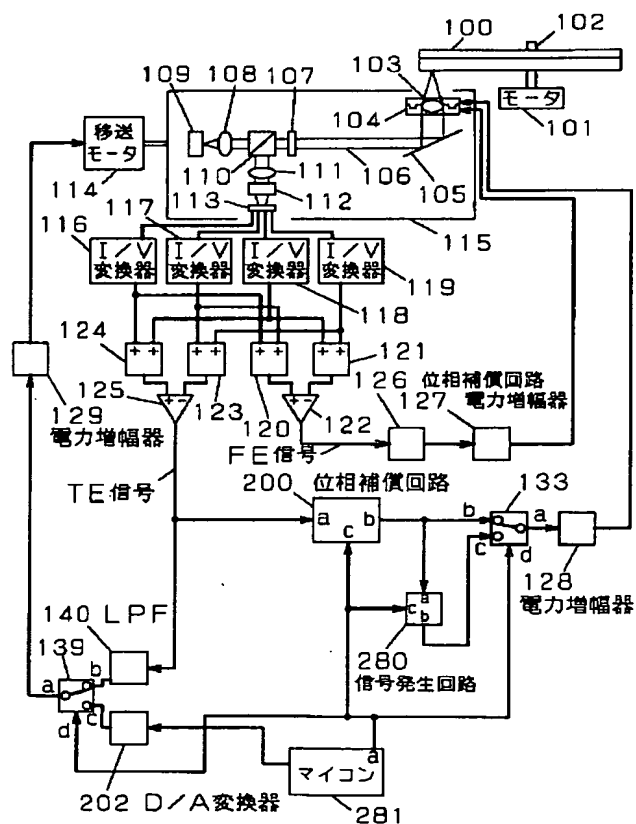 100
102
109
108
107
103
104
モータ
101
移送
モータ
114
110
111
106
105
112
113
115
116
117
I/V
変換器
I/V
変換器
I/V
変換器
I/V
変換器
118
119
124
121
125
123
120
122
126
位相補償回路
127
電力増幅器
129
電力増幅器
FE信号
TE信号
200
位相補償回路
133
a
b
c
b
a
c
d
128
電力増幅器
a
c
b
280
信号発生回路
140
LPF
139
a
b
c
d
202
D/A変換器
マイコン
a
281